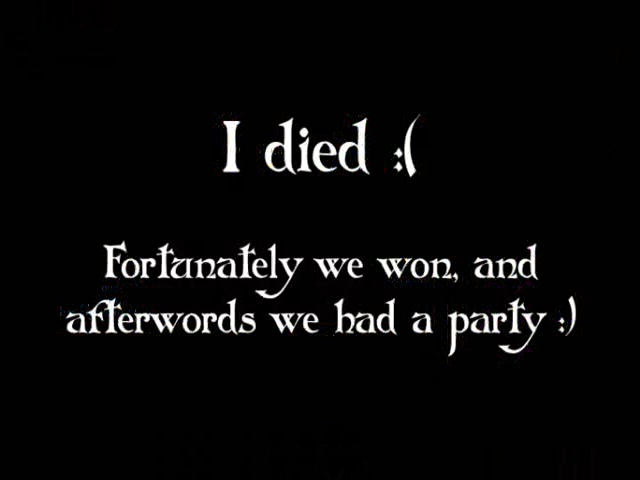 I died :(
Fortunately we won, and
afterwords we had a party :)